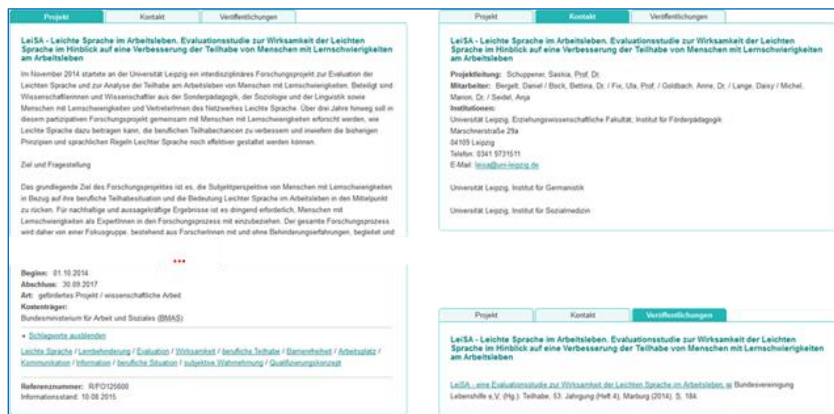 Projekt
Kontakt
Veröffentlichungen
LeiSA - Leichte Sprache im Arbeitsleben. Evaluationsstudie zur Wirksamkeit der Leichten
Sprache im Hinblick auf eine Verbesserung der Teilhabe von Menschen mit Lernschwierigkeiten
am Arbeitsleben
Im November 2014 startete an der Universität Leipzig ein interdisziplinäres Forschungsprojekt zur Evaluation der
Leichten Sprache und zur Analyse der Teilhabe am Arbeitsleben von Menschen mit Lernschwierigkeiten. Beteiligt sind
Wissenschaftlerinnen und Wissenschaftler aus der Sonderpädagogik, der Soziologie und der Linguistik sowie
Menschen mit Lernschwierigkeiten und VertreterInnen des Netzwerkes Leichte Sprache. Über drei Jahre hinweg soll in
diesem partizipativen Forschungsprojekt gemeinsam mit Menschen mit Lernschwierigkeiten erforscht werden, wie
Leichte Sprache dazu beitragen kann, die beruflichen Teilhabechancen zu verbessern und inwiefern die bisherigen
Prinzipien und sprachlichen Regeln Leichter Sprache noch effektiver gestaltet werden können.
Ziel und Fragestellung
Das grundlegende Ziel des Forschungsprojektes ist es, die Subjektperspektive von Menschen mit Lernschwierigkeiten
in Bezug auf ihre berufliche Teilhabesituation und die Bedeutung Leichter Sprache im Arbeitsleben in den Mittelpunkt
zu rücken. Für nachhaltige und aussagekräftige Ergebnisse ist es dringend erforderlich, Menschen mit
Lernschwierigkeiten als ExpertInnen in den Forschungsprozess mit einzubeziehen. Der gesamte Forschungsprozess
wird daher von einer Fokusgruppe, bestehend aus ForscherInnen mit und ohne Behinderungserfahrungen, begleitet und
...
Beginn: 01.10.2014
Abschluss: 30.09.2017
Art: gefördertes Projekt / wissenschaftliche Arbeit
Kostenträger:
Bundesministerium für Arbeit und Soziales (BMAS)
Schlagworte ausblenden
Leichte Sprache / Lernbehinderung / Evaluation / Wirksamkeit / berufliche Teilhabe / Barrierefreiheit / Arbeitsplatz /
Kommunikation / Information / berufliche Situation / subjektive Wahrnehmung / Qualifizierungskonzept
Referenznummer: R/FO125600
Informationsstand: 10.08.2015
Projekt
Kontakt
Veröffentlichungen
LeiSA - Leichte Sprache im Arbeitsleben. Evaluationsstudie zur Wirksamkeit der Leichten
Sprache im Hinblick auf eine Verbesserung der Teilhabe von Menschen mit Lernschwierigkeiten
am Arbeitsleben
Projektleitung: Schuppener, Saskia, Prof. Dr.
Mitarbeiter: Bergelt, Daniel / Bock, Bettina, Dr. / Fix, Ulla, Prof. / Goldbach, Anne, Dr. / Lange, Daisy / Michel,
Marion, Dr. / Seidel, Anja
Institutionen:
Universität Leipzig, Erziehungswissenschaftliche Fakultät, Institut für Förderpädagogik
Marschnerstraße 29a
04109 Leipzig
Telefon: 0341 9731511
E-Mail: leisa@uni-leipzig.de
Universität Leipzig, Institut für Germanistik
Universität Leipzig, Institut für Sozialmedizin
Projekt
Kontakt
Veröffentlichungen
LeiSA - Leichte Sprache im Arbeitsleben. Evaluationsstudie zur Wirksamkeit der Leichten
Sprache im Hinblick auf eine Verbesserung der Teilhabe von Menschen mit Lernschwierigkeiten
am Arbeitsleben
LeiSA - eine Evaluationsstudie zur Wirksamkeit der Leichten Sprache im Arbeitsleben, in Bundesvereinigung
Lebenshilfe e.V. (Hg.): Teilhabe, 53. Jahrgung (Heft 4), Marburg (2014), S. 184.